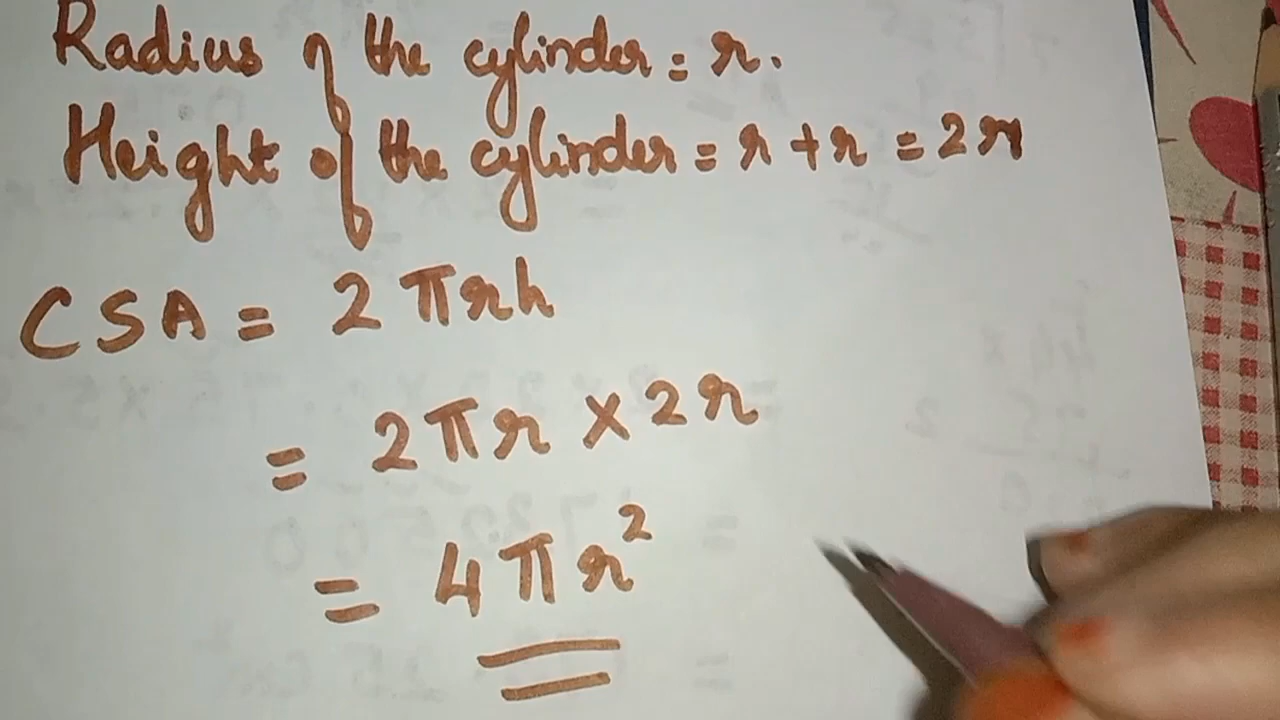 Radius of the cylinder = r.
Height of the cylinder = r + r = 2r
CSA = 2πrh
= 2πr × 2r
= 4πr²